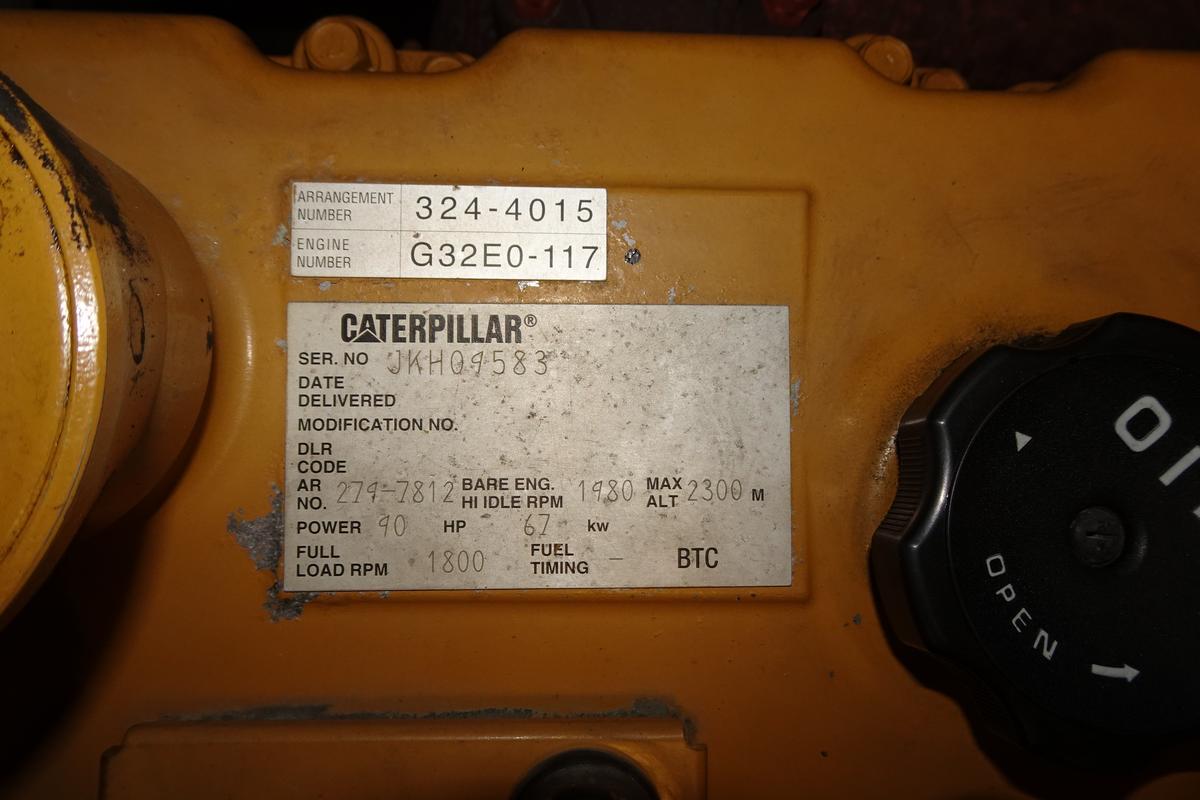 ARRANGEMENT NUMBER 324-4015
ENGINE NUMBER G32E0-117
CATERPILLAR®
SER. NO JKH09583
DATE DELIVERED
MODIFICATION NO.
DLR CODE
AR NO. 279-7812 BARE ENG. HI IDLE RPM 1980 MAX ALT 2300 M
POWER 90 HP 67 kw
FULL LOAD RPM 1800 FUEL TIMING – BTC
OPEN